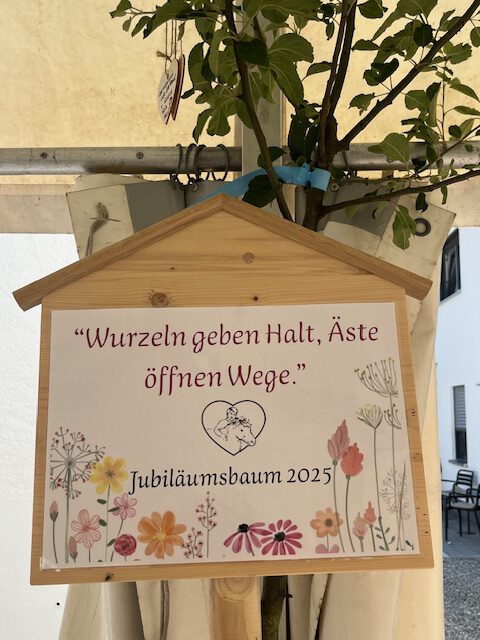 “Wurzeln geben Halt, Äste
öffnen Wege.”
Jubiläumsbaum 2025